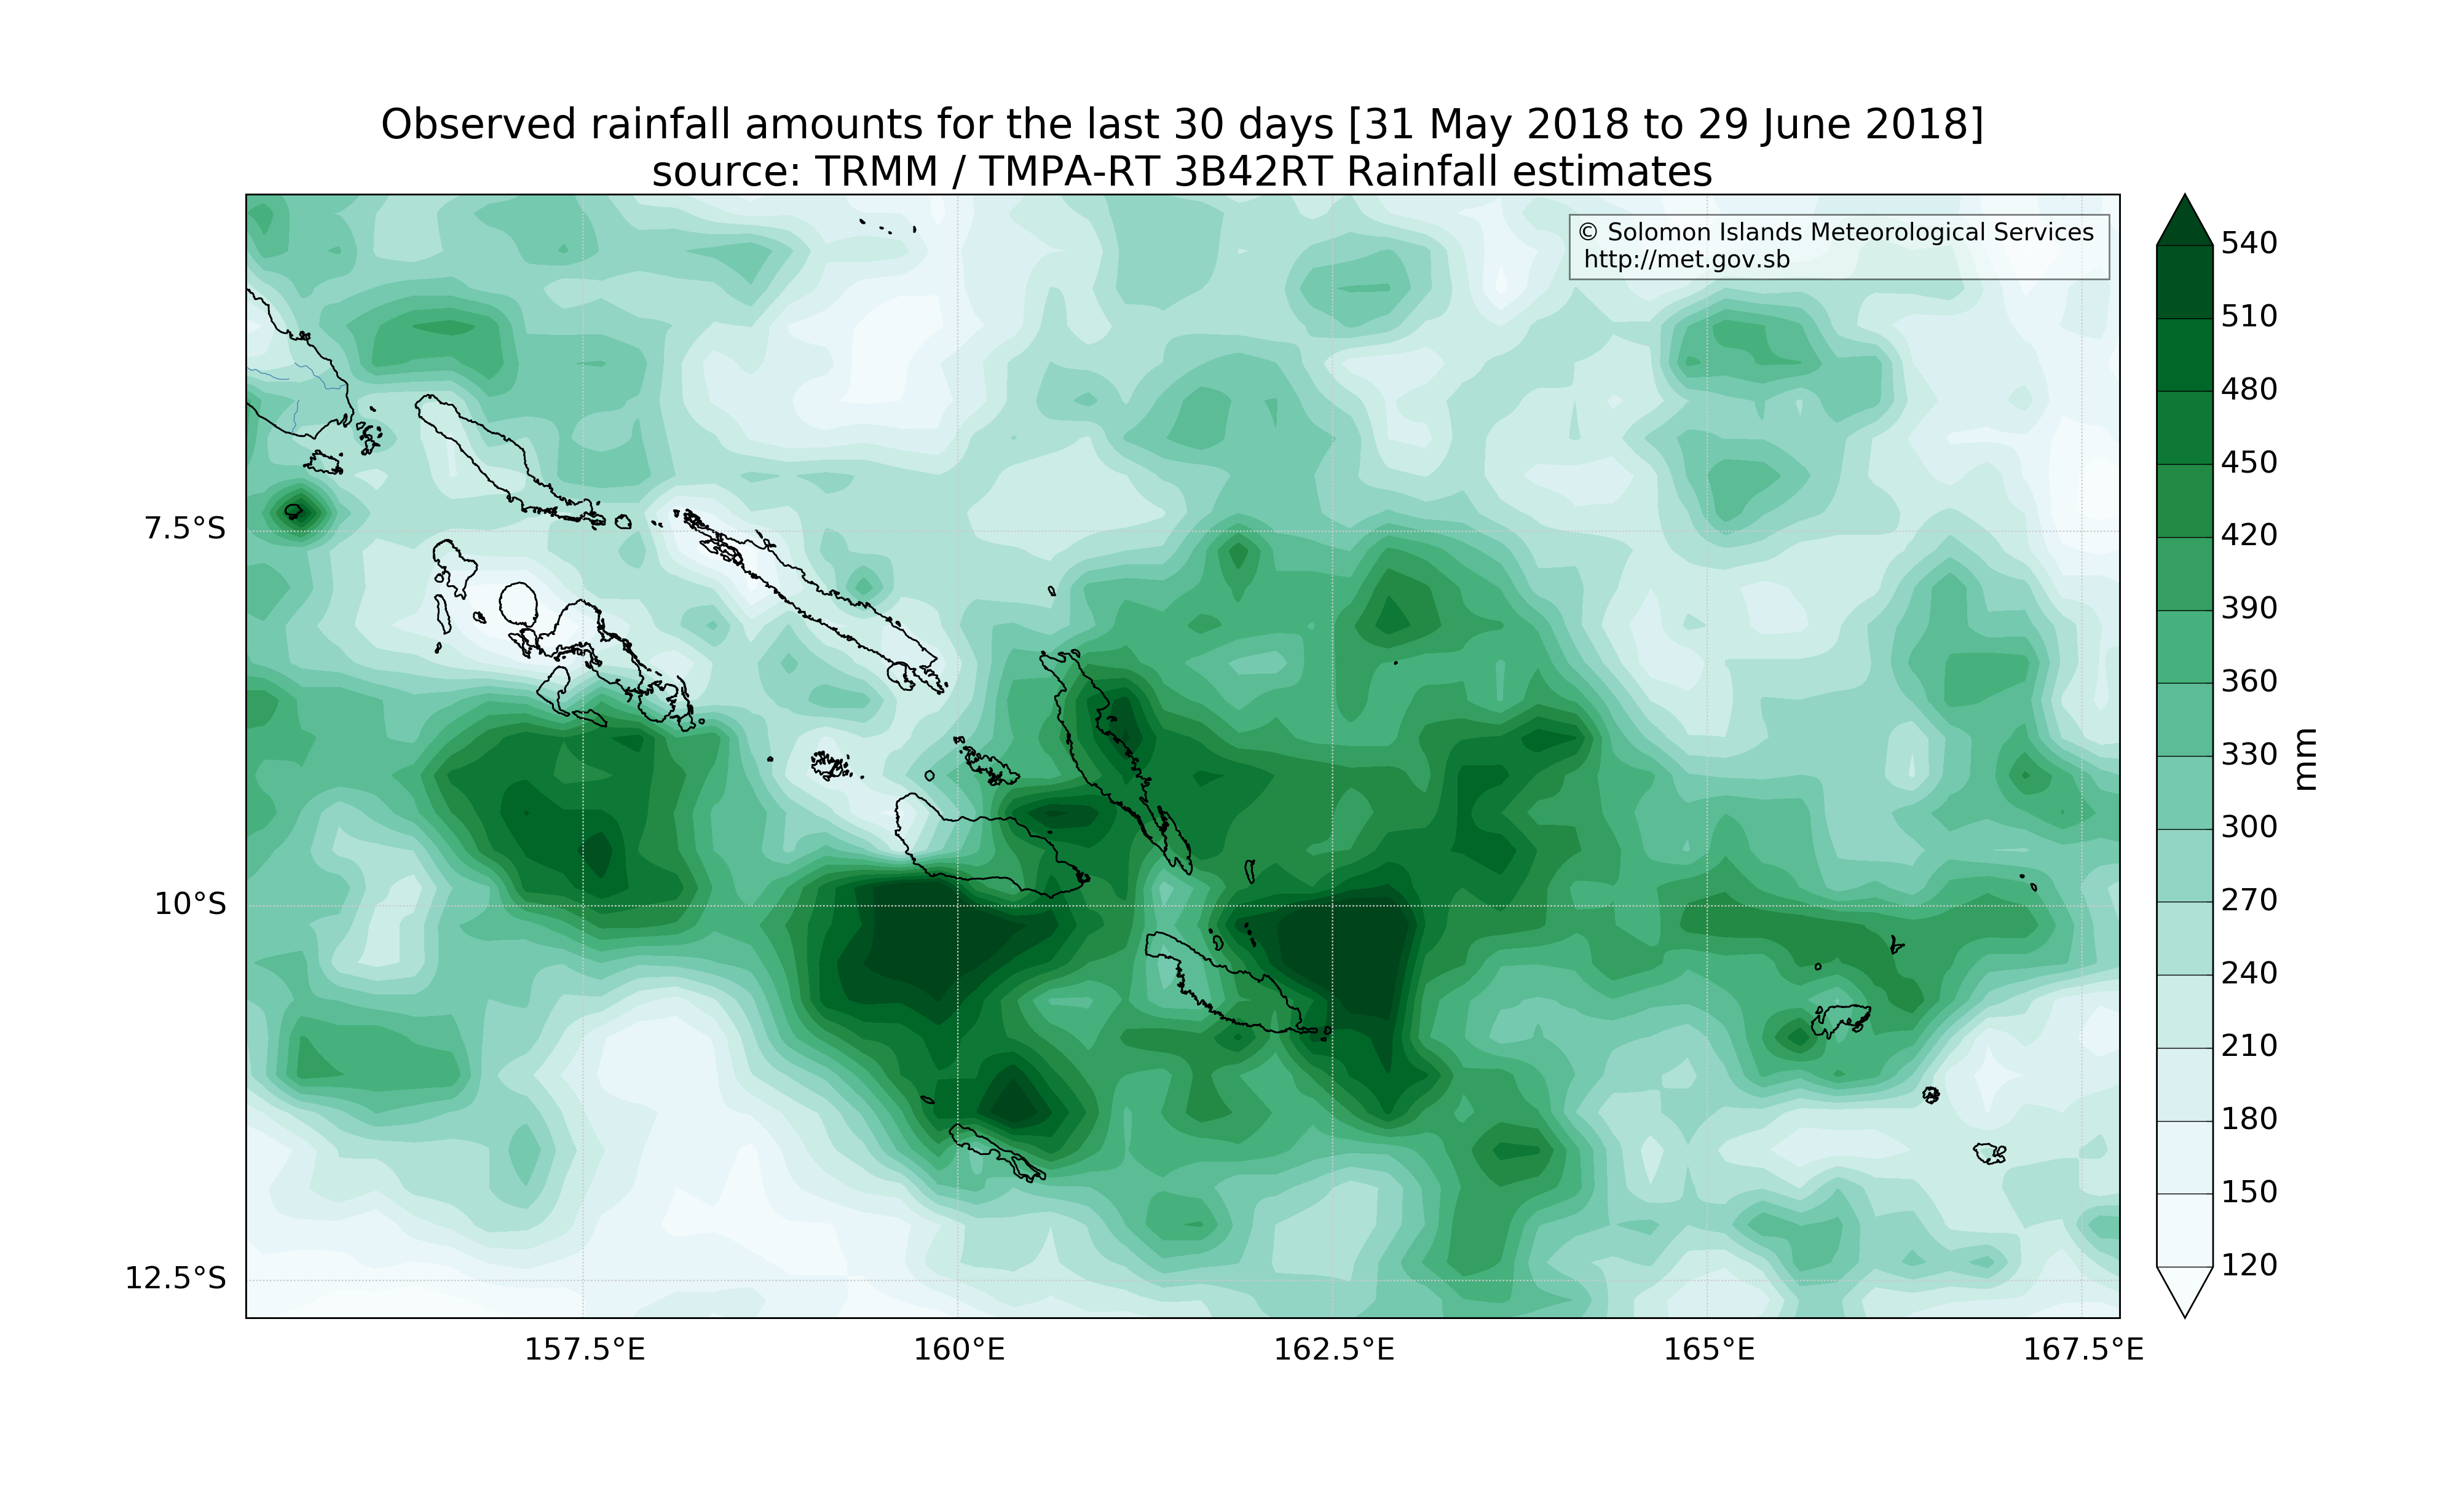 Observed rainfall amounts for the last 30 days [31 May 2018 to 29 June 2018]
source: TRMM / TMPA-RT 3B42RT Rainfall estimates
© Solomon Islands Meteorological Services
http://met.gov.sb
7.5°S
10°S
12.5°S
157.5°E
160°E
162.5°E
165°E
167.5°E
540
510
480
450
420
390
360
330
300
270
240
210
180
150
120
mm